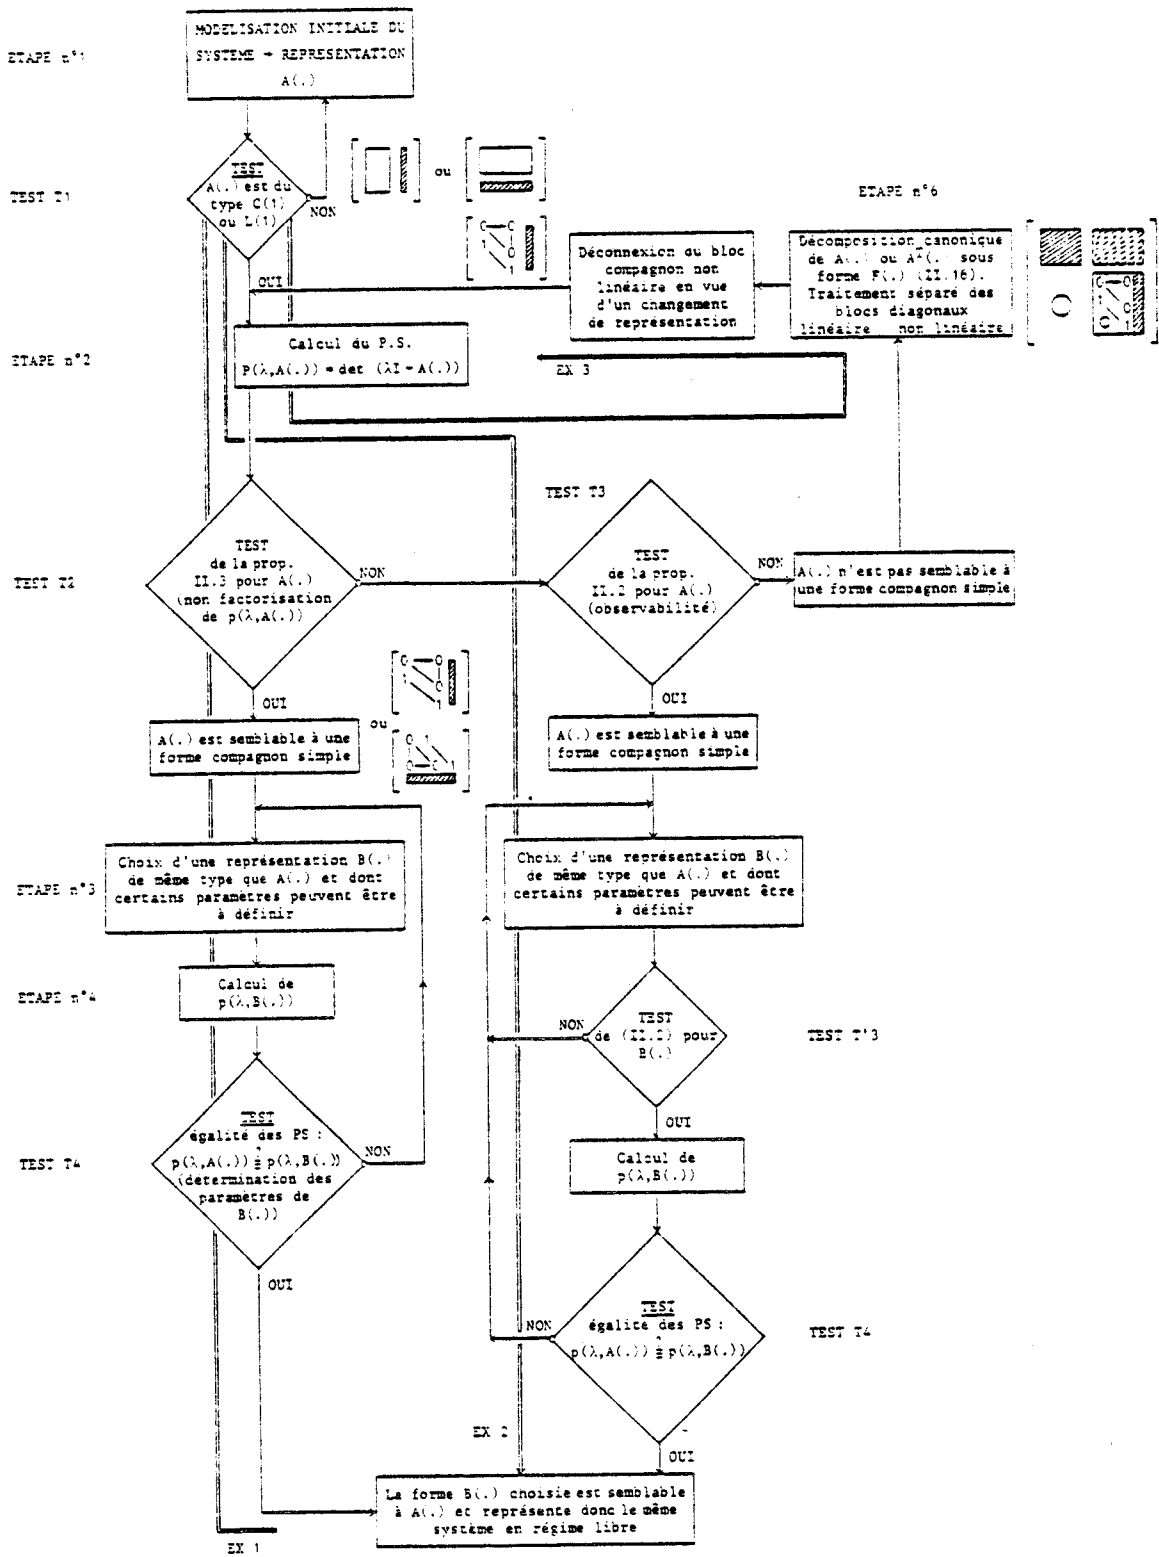 MODELISATION INITIALE DU
SYSTEME → REPRESENTATION
A(.)
ETAPE n°1
TEST
A(.) est du
type C(1)
ou L(1)
TEST T1
NON
OUI
ou
ETAPE n°6
Décomposition canonique
de A(.) ou
sous
forme F(.) (II.16).
Traitement séparé des
blocs diagonaux
linéaire non linéaire
Déconnexion du bloc
compagnon non
linéaire en vue
d'un changement
de représentation
ETAPE n°2
Calcul du P.S.
P(λ,A(.)) = det (λI - A(.))
EX 3
TEST T2
TEST
de la prop.
II.3 pour A(.)
(non factorisation
de p(λ,A(.))
NON
OUI
TEST T3
TEST
de la prop.
II.2 pour A(.)
(observabilité)
NON
OUI
A(.) n'est pas semblable à
une forme compagnon simple
A(.) est semblable à une
forme compagnon simple
ou
A(.) est semblable à une
forme compagnon simple
ETAPE n°3
Choix d'une représentation B(.)
de même type que A(.) et dont
certains paramètres peuvent être
à définir
Choix d'une représentation B(.)
de même type que A(.) et dont
certains paramètres peuvent être
à définir
ETAPE n°4
Calcul de
p(λ,B(.))
TEST
de (II.2) pour
B(.)
NON
OUI
TEST T'3
TEST T4
TEST
égalité des PS :
p(λ,A(.)) ≟ p(λ,B(.))
(détermination des
paramètres de
B(.))
NON
OUI
Calcul de
p(λ,B(.))
TEST
égalité des PS :
p(λ,A(.)) ≟ p(λ,B(.))
NON
OUI
TEST T4
EX 2
La forme B(.) choisie est semblable
à A(.) et représente donc le même
système en régime libre
EX 1